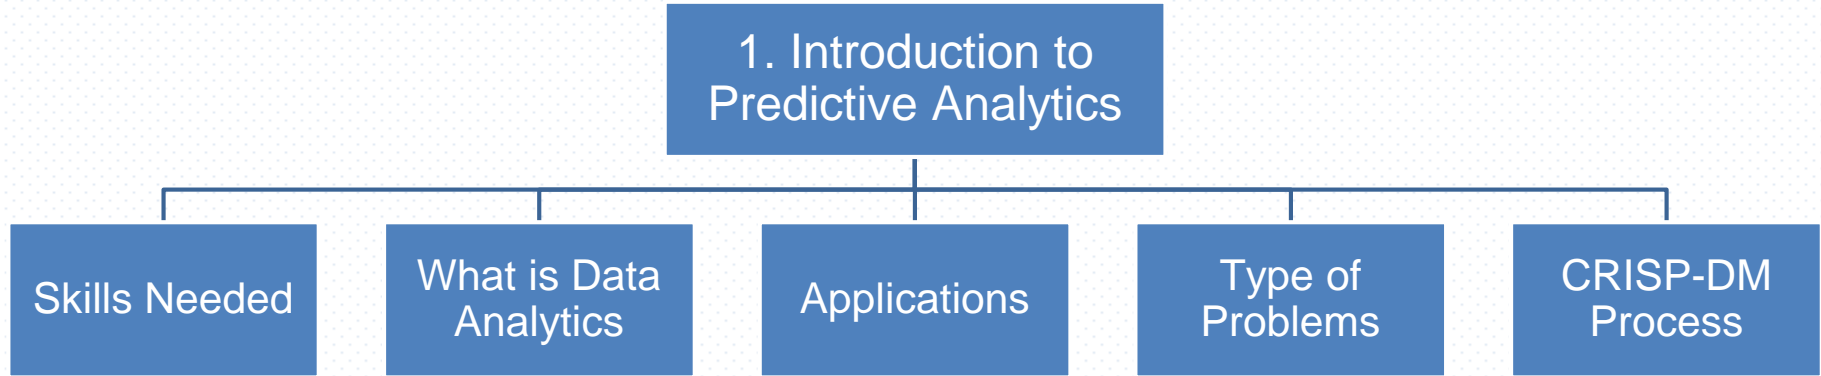 1. Introduction to
Predictive Analytics
Skills Needed
What is Data
Analytics
Applications
Type of
Problems
CRISP-DM
Process